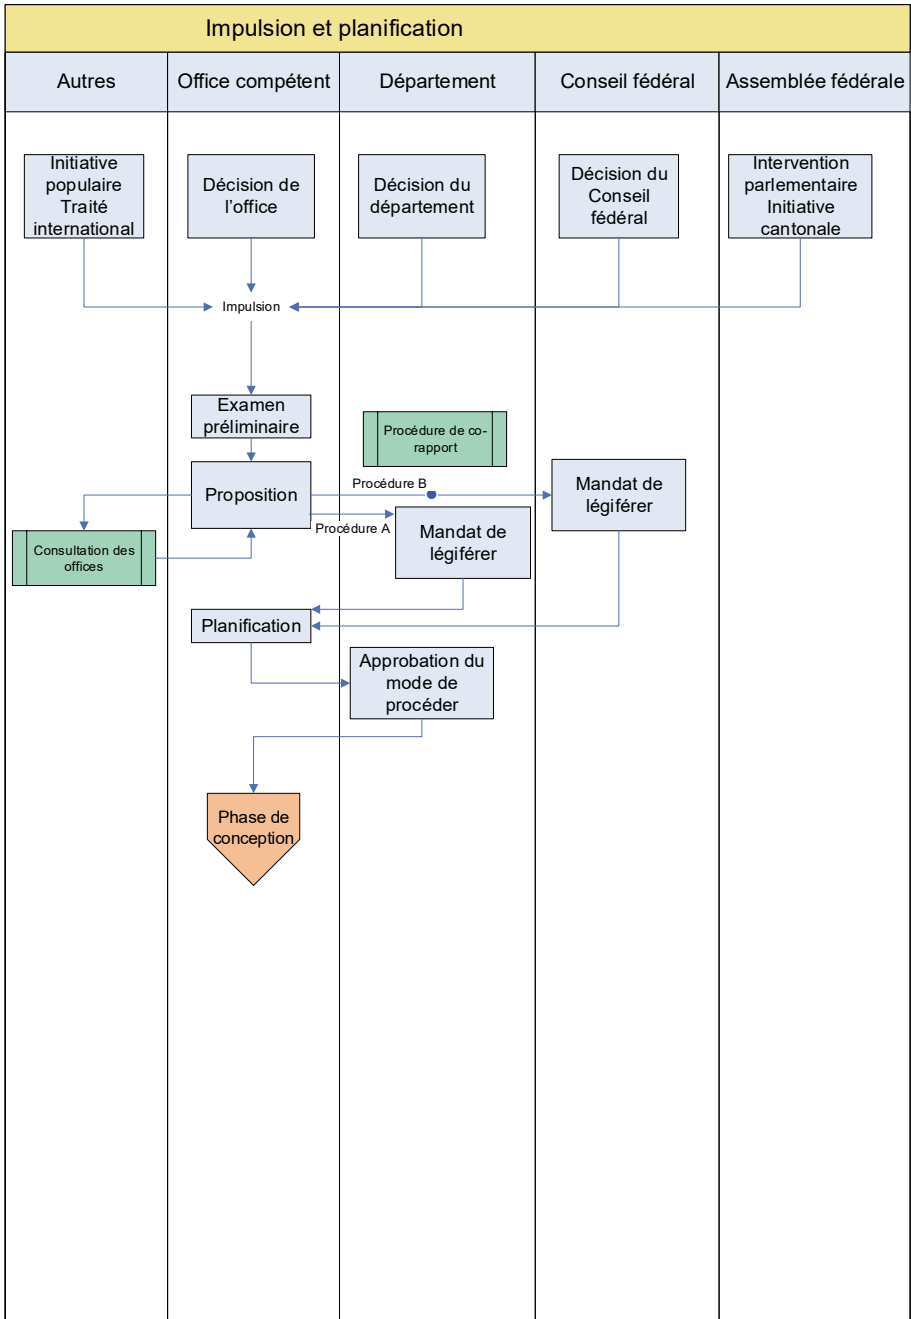 Impulsion et planification
Autres
Office compétent
Département
Conseil fédéral
Assemblée fédérale
Initiative
populaire
Traité
international
Décision de
l'office
Décision du
département
Décision du
Conseil
fédéral
Intervention
parlementaire
Initiative
cantonale
Impulsion
Examen
préliminaire
Procédure de co-
rapport
Proposition
Procédure B
Procédure A
Mandat de
légiférer
Mandat de
légiférer
Consultation des
offices
Planification
Approbation du
mode de
procéder
Phase de
conception